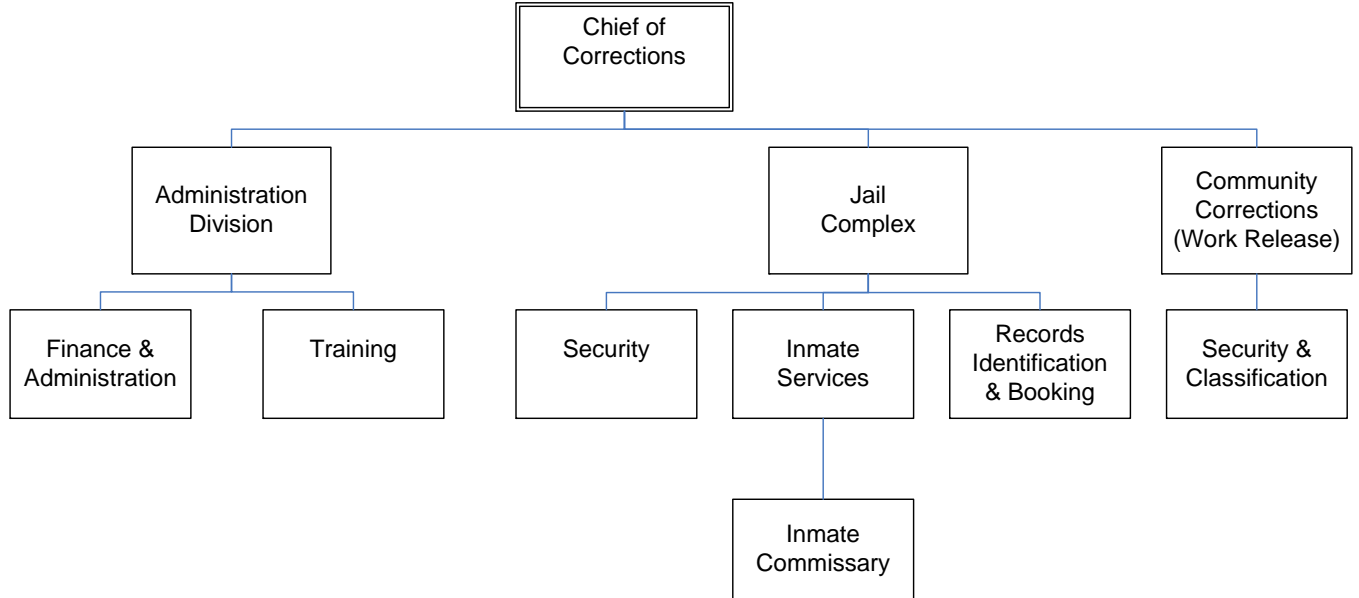 Chief of
Corrections
Administration
Division
Jail
Complex
Community
Corrections
(Work Release)
Finance &
Administration
Training
Security
Inmate
Services
Records
Identification
& Booking
Security &
Classification
Inmate
Commissary